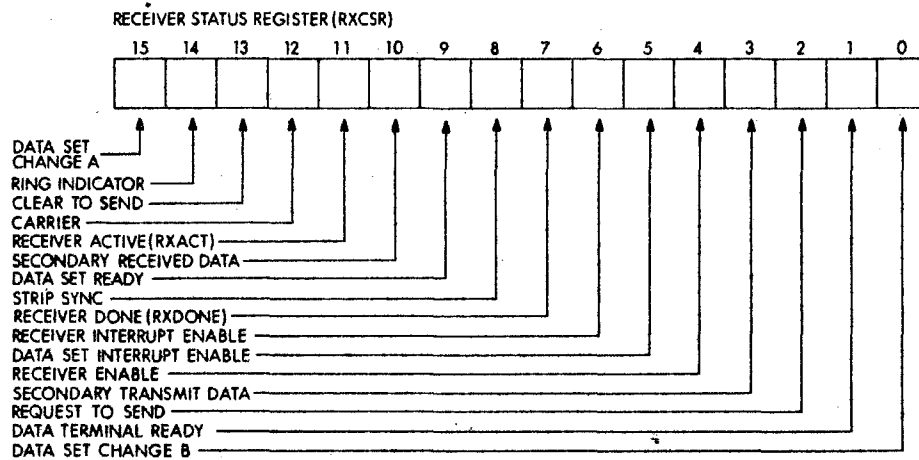 RECEIVER STATUS REGISTER (RXCSR)
15 14 13 12 11 10 9 8 7 6 5 4 3 2 1 0
DATA SET
CHANGE A
RING INDICATOR
CLEAR TO SEND
CARRIER
RECEIVER ACTIVE (RXACT)
SECONDARY RECEIVED DATA
DATA SET READY
STRIP SYNC
RECEIVER DONE (RXDONE)
RECEIVER INTERRUPT ENABLE
DATA SET INTERRUPT ENABLE
RECEIVER ENABLE
SECONDARY TRANSMIT DATA
REQUEST TO SEND
DATA TERMINAL READY
DATA SET CHANGE B